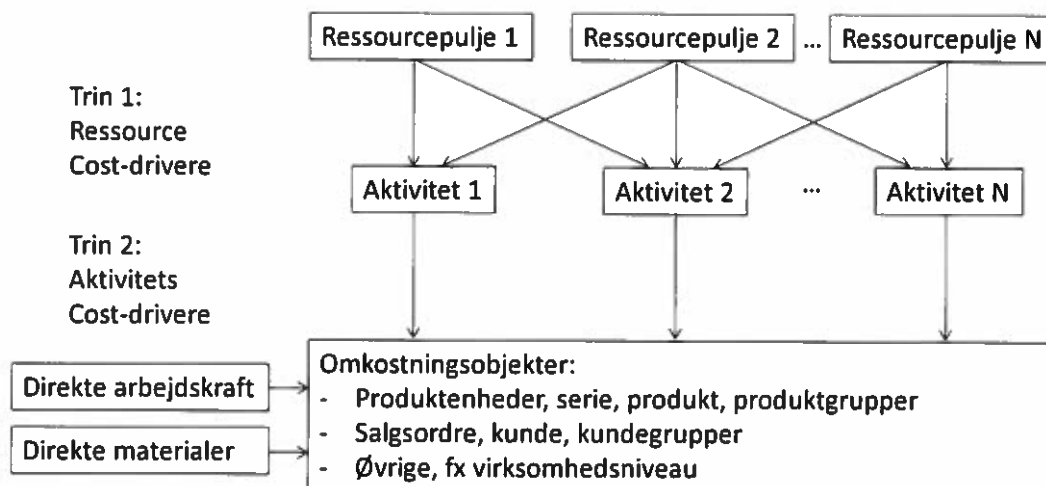 Ressourcepulje 1 Ressourcepulje 2 ... Ressourcepulje N
Trin 1:
Ressource
Cost-drivere
Aktivitet 1 Aktivitet 2 ... Aktivitet N
Trin 2:
Aktivitets
Cost-drivere
Omkostningsobjekter:
Direkte arbejdskraft
- Produktenheder, serie, produkt, produktgrupper
Direkte materialer
- Salgsordre, kunde, kundegrupper
- Øvrige, fx virksomhedsniveau